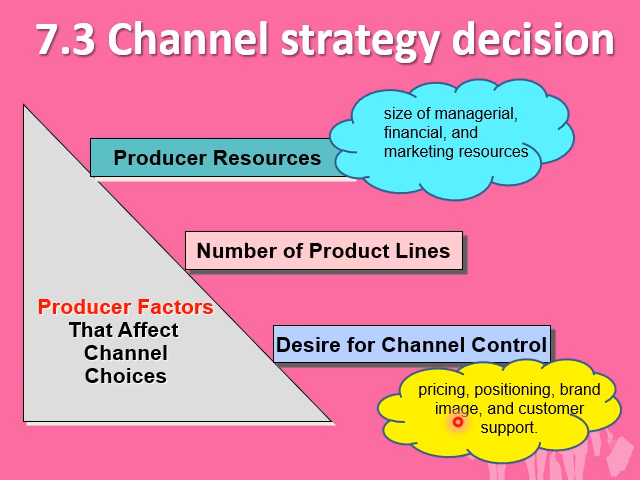 7.3 Channel strategy decision
size of managerial,
financial, and
marketing resources
Producer Resources
Number of Product Lines
Producer Factors
That Affect
Channel
Choices
Desire for Channel Control
pricing, positioning, brand
image, and customer
support.